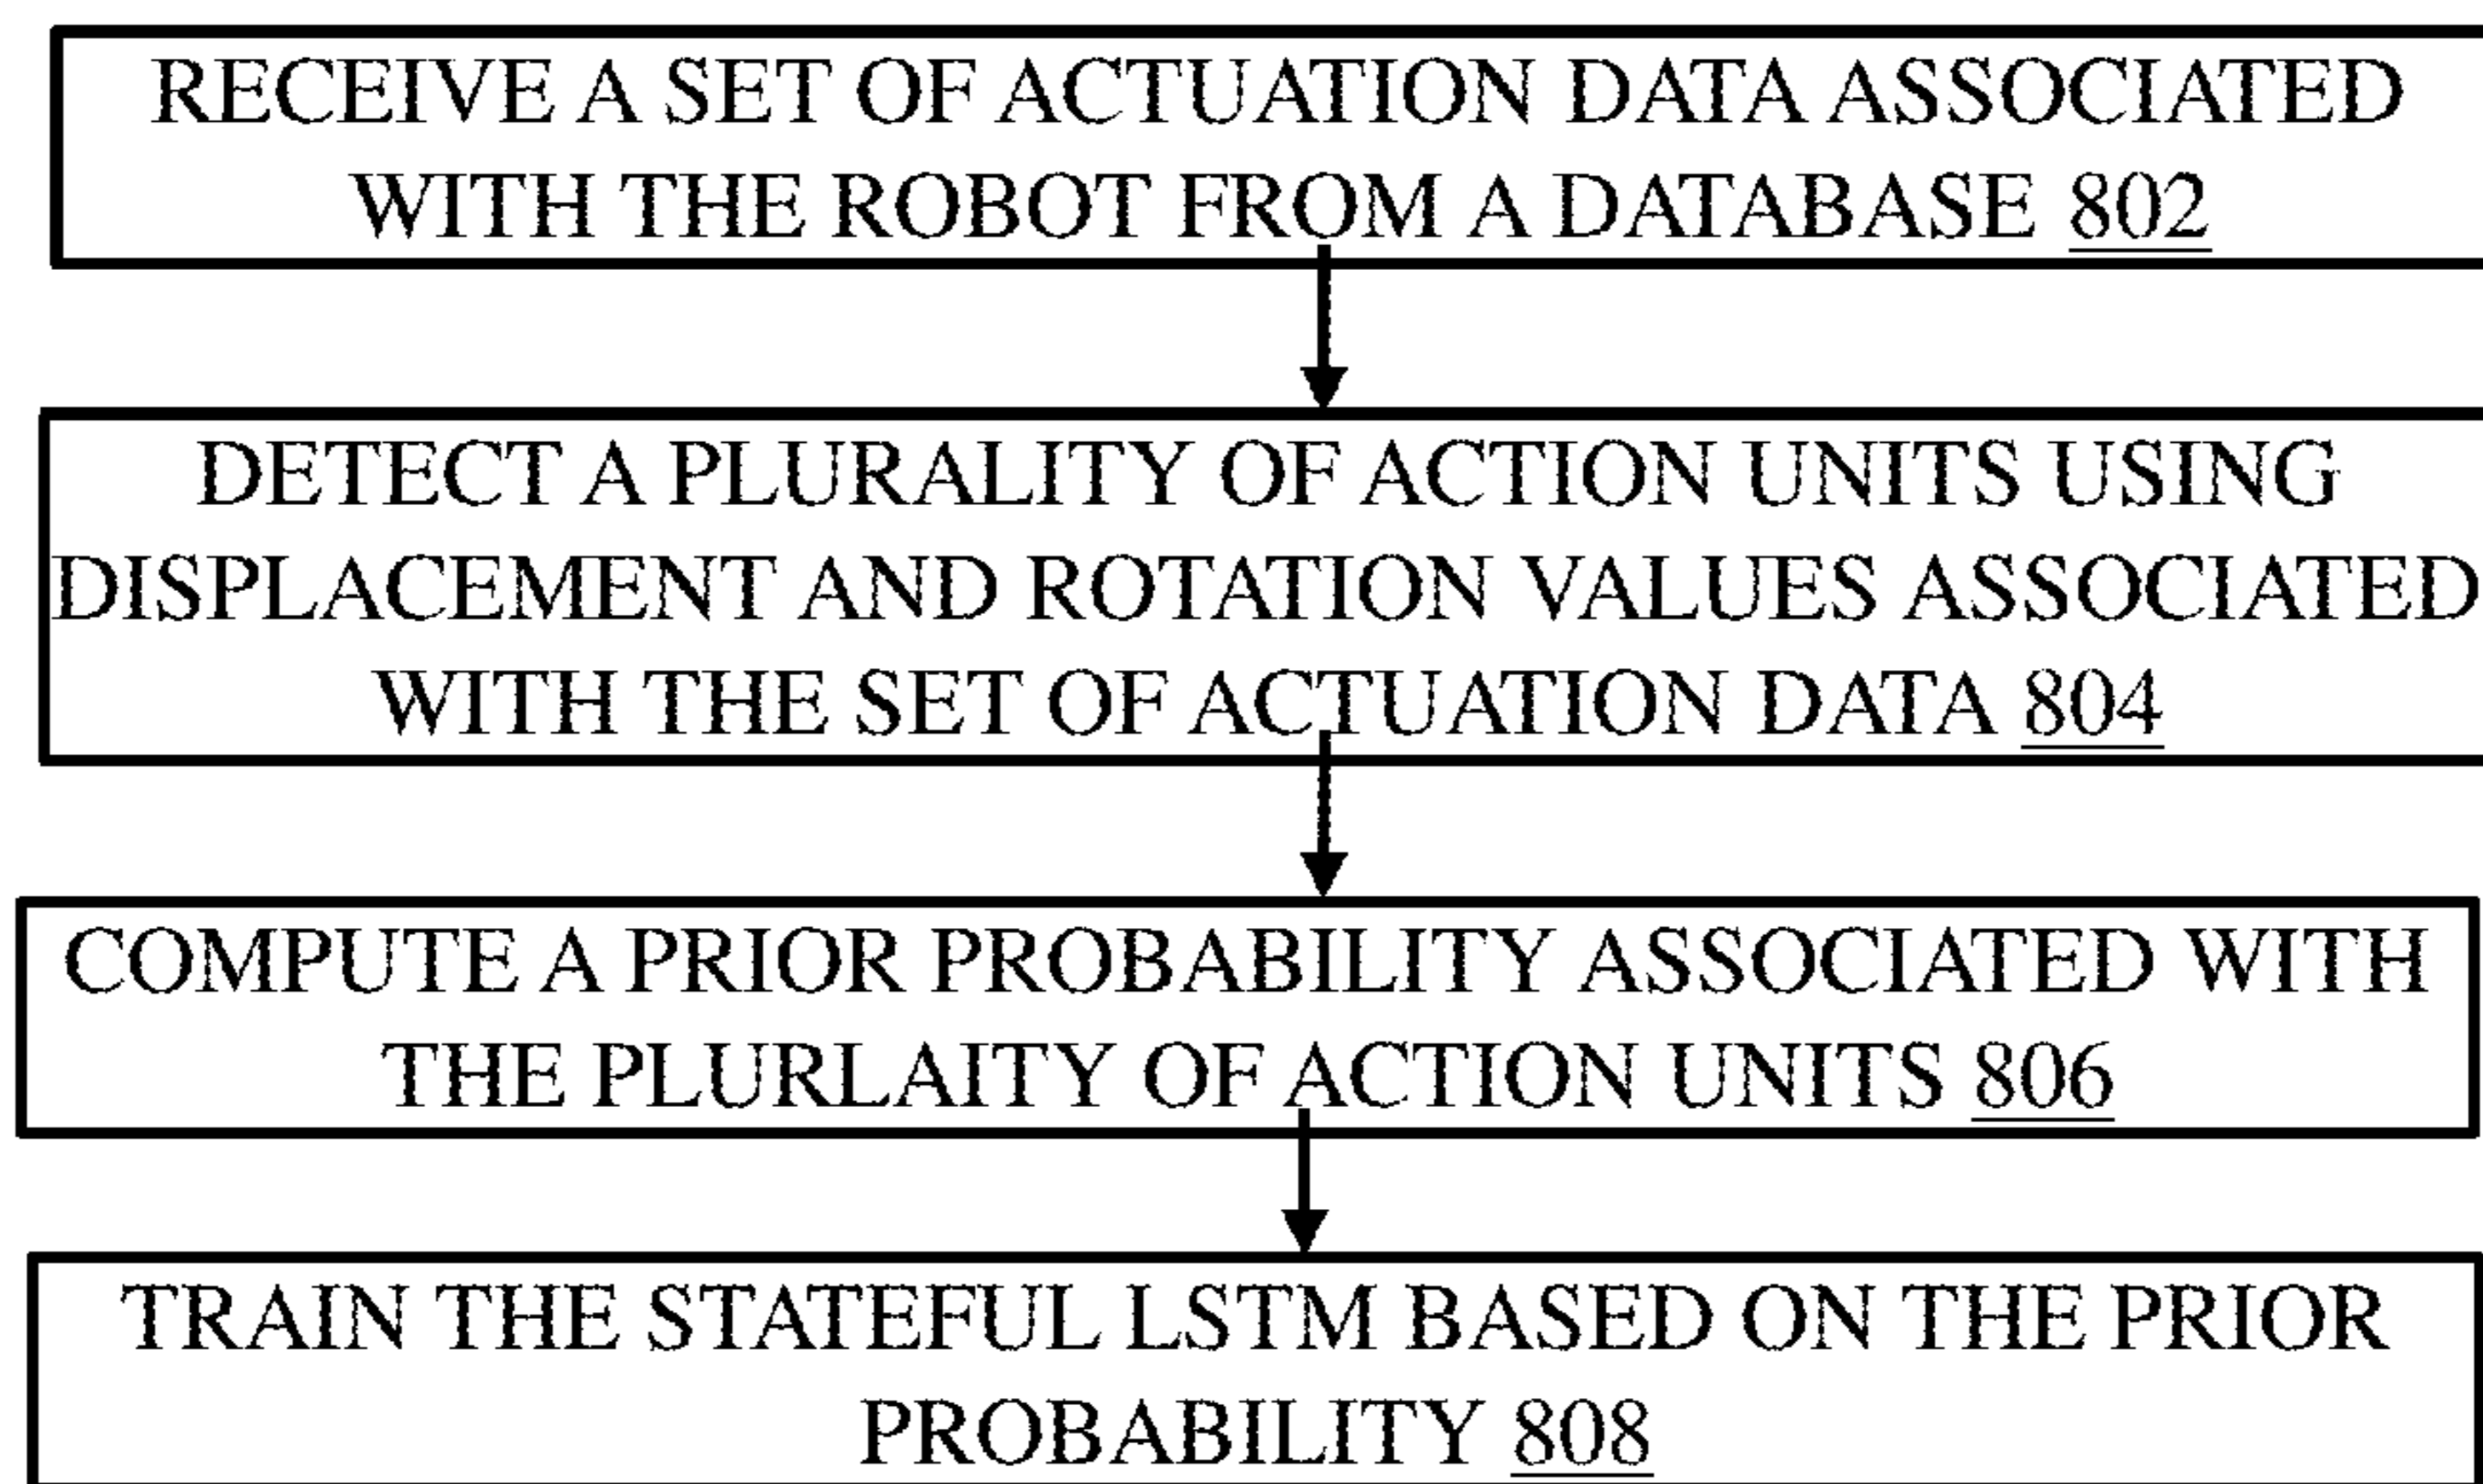 RECEIVE A SET OF ACTUATION DATA ASSOCIATED
WITH THE ROBOT FROM A DATABASE 802
DETECT A PLURALITY OF ACTION UNITS USING
DISPLACEMENT AND ROTATION VALUES ASSOCIATED
WITH THE SET OF ACTUATION DATA 804
COMPUTE A PRIOR PROBABILITY ASSOCIATED WITH
THE PLURLAITY OF ACTION UNITS 806
TRAIN THE STATEFUL LSTM BASED ON THE PRIOR
PROBABILITY 808